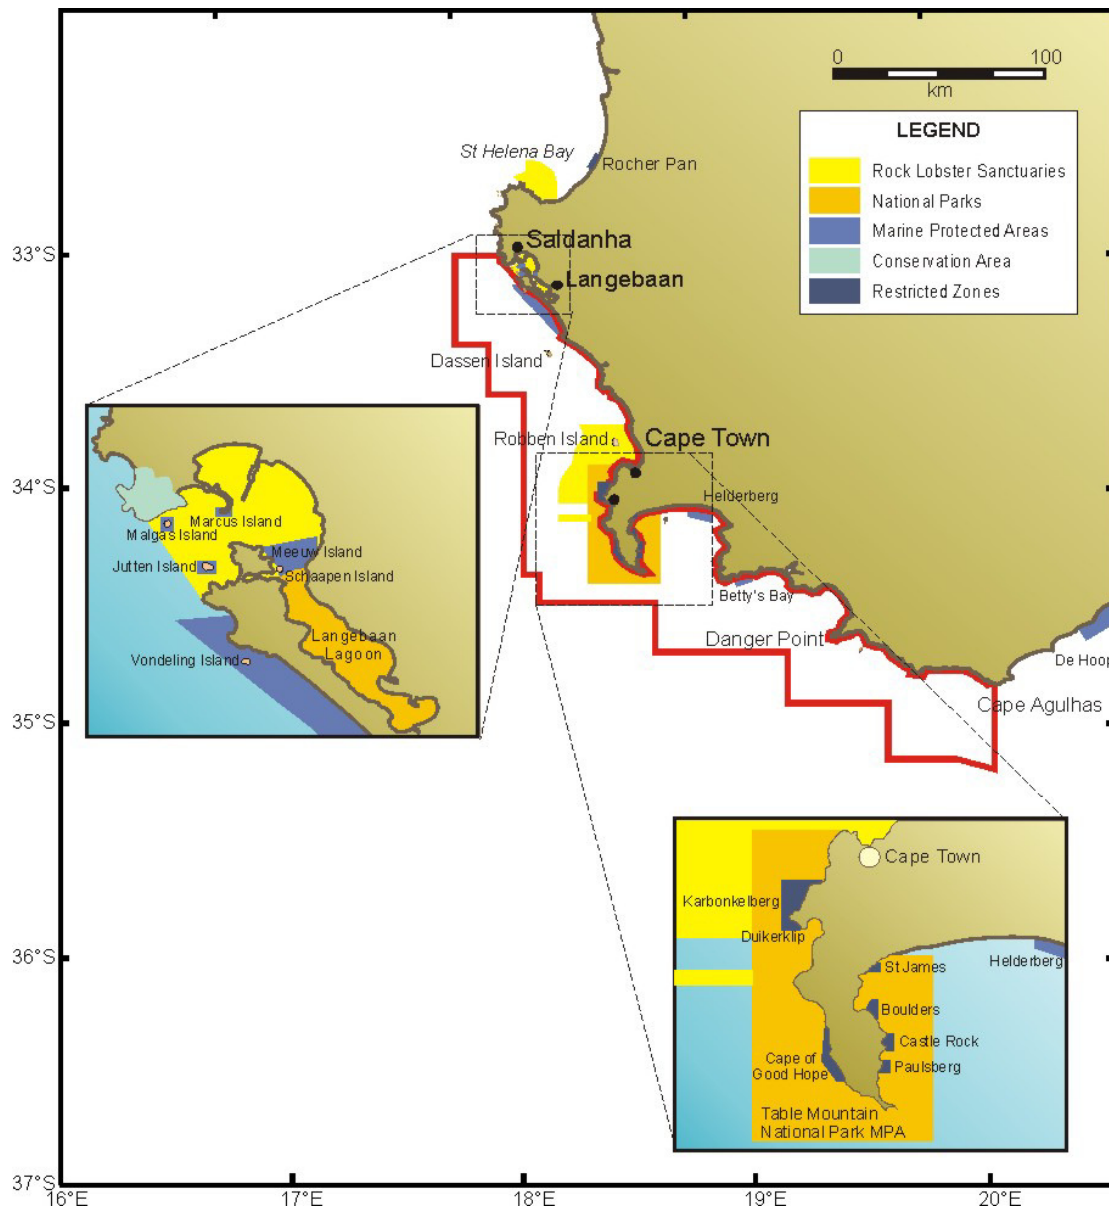 0 100
km
LEGEND
Rock Lobster Sanctuaries
National Parks
Marine Protected Areas
Conservation Area
Restricted Zones
St Helena Bay
Rocher Pan
33°S
Saldanha
Langebaan
Dassen Island
Robben Island
Cape Town
34°S
Helderberg
Betty's Bay
Danger Point
De Hoop
Cape Agulhas
35°S
36°S
37°S
16°E
17°E
18°E
19°E
20°E
Marcus Island
Malgas Island
Meeuw Island
Jutten Island
Schaapen Island
Langebaan
Lagoon
Vondeling Island
Cape Town
Karbonkelberg
Duikerklip
Helderberg
St James
Boulders
Castle Rock
Cape of
Good Hope
Paulsberg
Table Mountain
National Park MPA